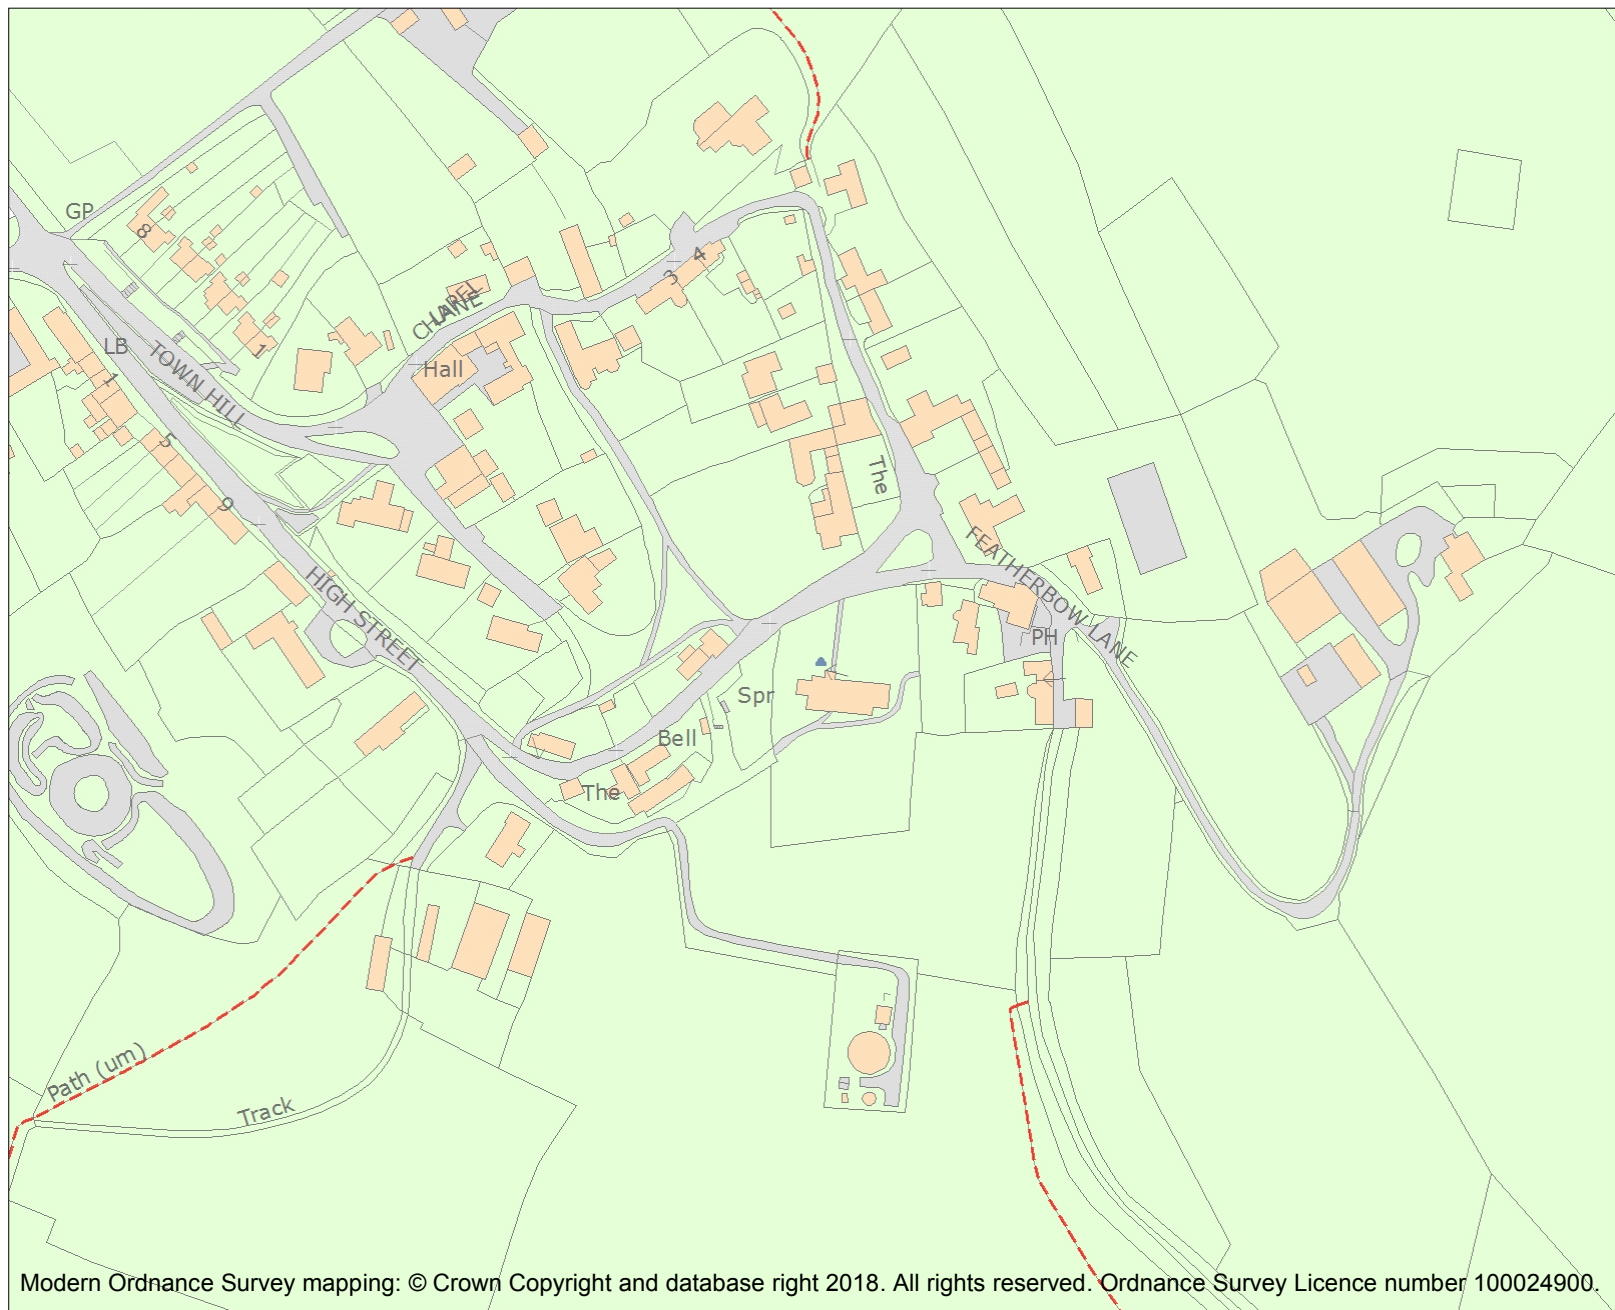 GP
8
4
3
CHAPEL
LANE
LB
1
TOWN HILL
1
Hall
5
The
9
FEATHERBOW LANE
HIGH STREET
PH
Spr
Bell
The
Path (um)
Track
Modern Ordnance Survey mapping: © Crown Copyright and database right 2018. All rights reserved. Ordnance Survey Licence number 100024900.